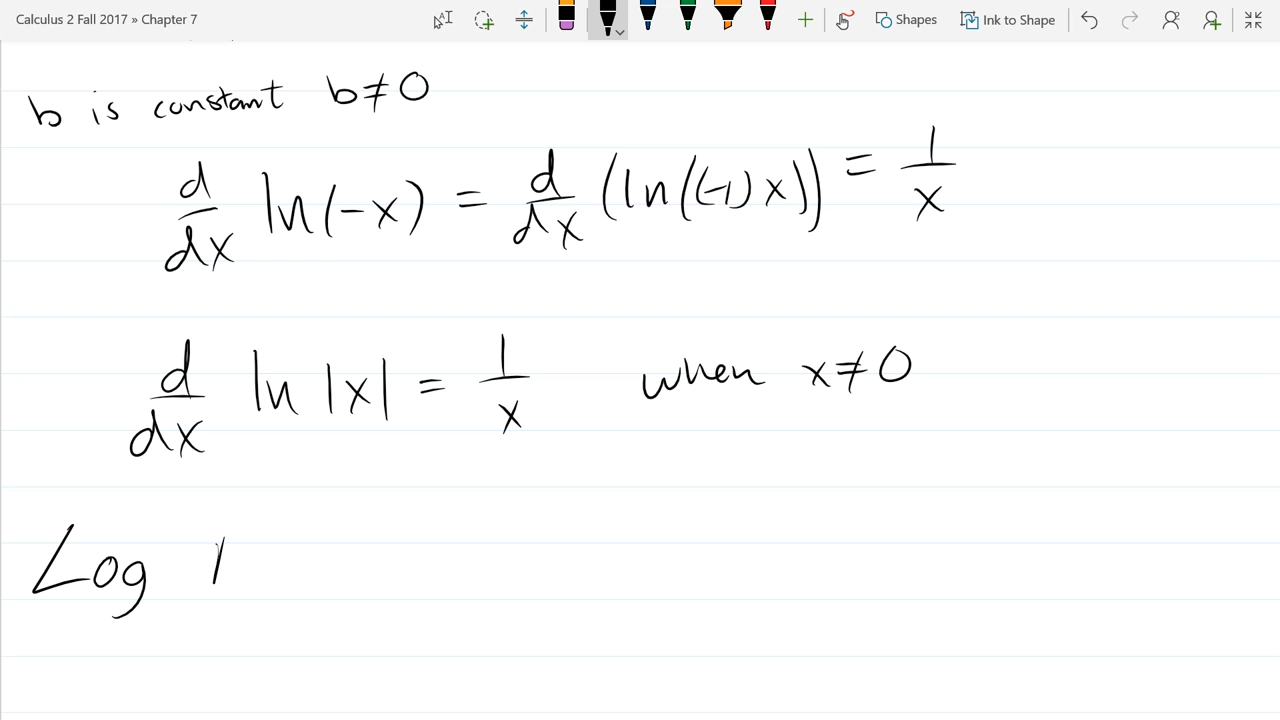 Calculus 2 Fall 2017 » Chapter 7
Shapes
Ink to Shape
b is constant b≠0
d/dx ln(-x) = d/dx (ln((-1)x)) = 1/x
d/dx ln|x| = 1/x when x≠0
Log